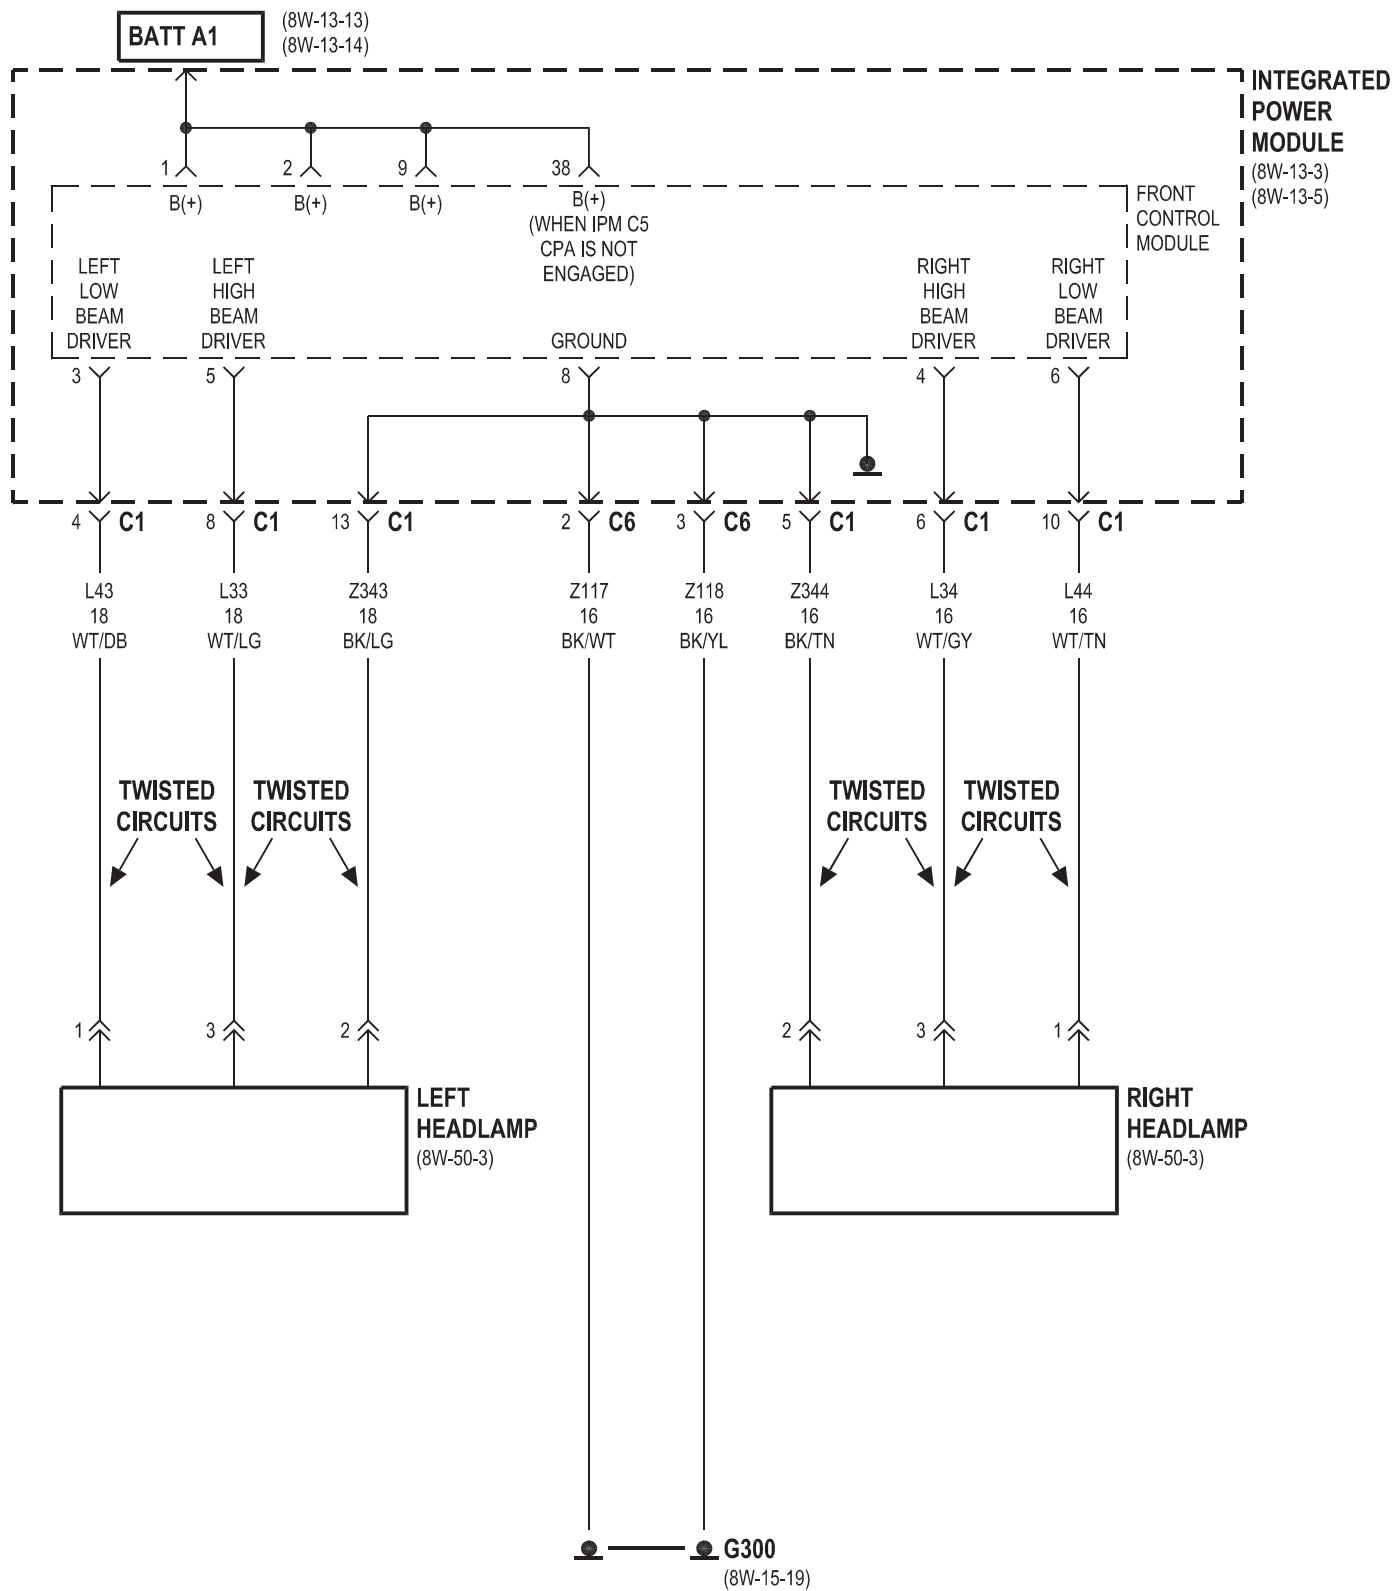 BATT A1
(8W-13-13)
(8W-13-14)
INTEGRATED
POWER
MODULE
(8W-13-3)
(8W-13-5)
1
2
9
38
B(+)
B(+)
B(+)
B(+)
(WHEN IPM C5
CPA IS NOT
ENGAGED)
FRONT
CONTROL
MODULE
LEFT
LOW
BEAM
DRIVER
LEFT
HIGH
BEAM
DRIVER
GROUND
RIGHT
HIGH
BEAM
DRIVER
RIGHT
LOW
BEAM
DRIVER
3
5
8
4
6
4 C1
8 C1
13 C1
2 C6
3 C6
5 C1
6 C1
10 C1
L43
18
WT/DB
L33
18
WT/LG
Z343
18
BK/LG
Z117
16
BK/WT
Z118
16
BK/YL
Z344
16
BK/TN
L34
16
WT/GY
L44
16
WT/TN
TWISTED
CIRCUITS
TWISTED
CIRCUITS
TWISTED
CIRCUITS
TWISTED
CIRCUITS
1
3
2
2
3
1
LEFT
HEADLAMP
(8W-50-3)
RIGHT
HEADLAMP
(8W-50-3)
G300
(8W-15-19)